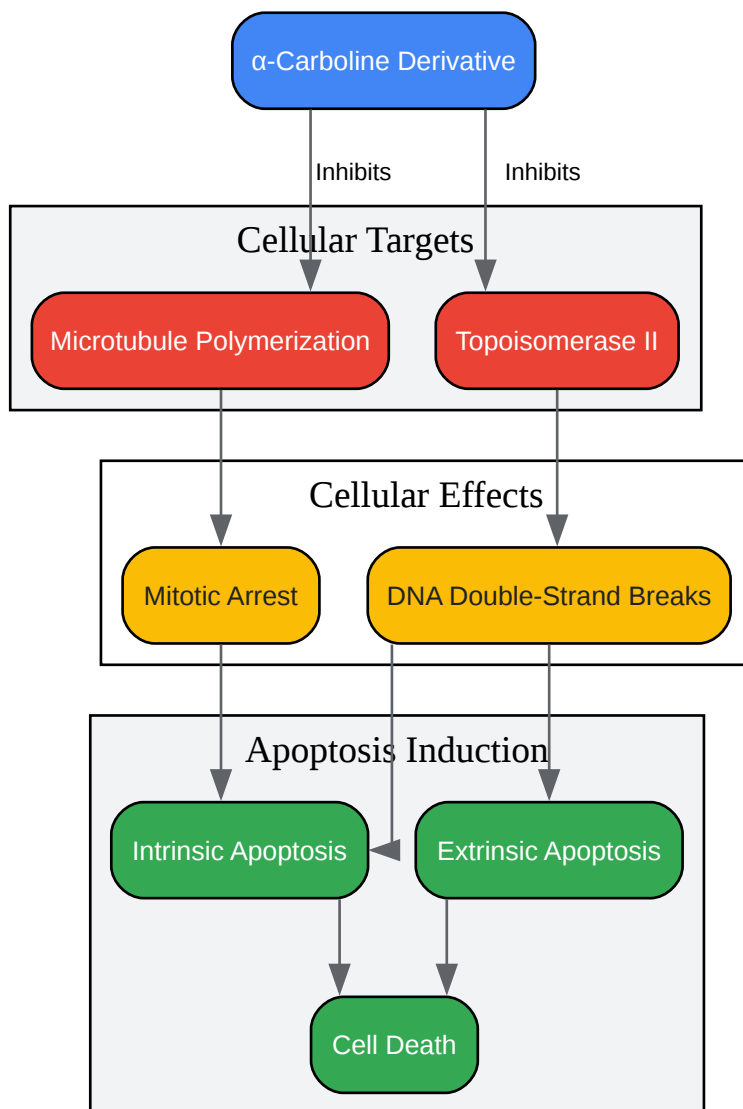 α-Carboline Derivative
Inhibits
Inhibits
Cellular Targets
Microtubule Polymerization
Topoisomerase II
Cellular Effects
Mitotic Arrest
DNA Double-Strand Breaks
Apoptosis Induction
Intrinsic Apoptosis
Extrinsic Apoptosis
Cell Death